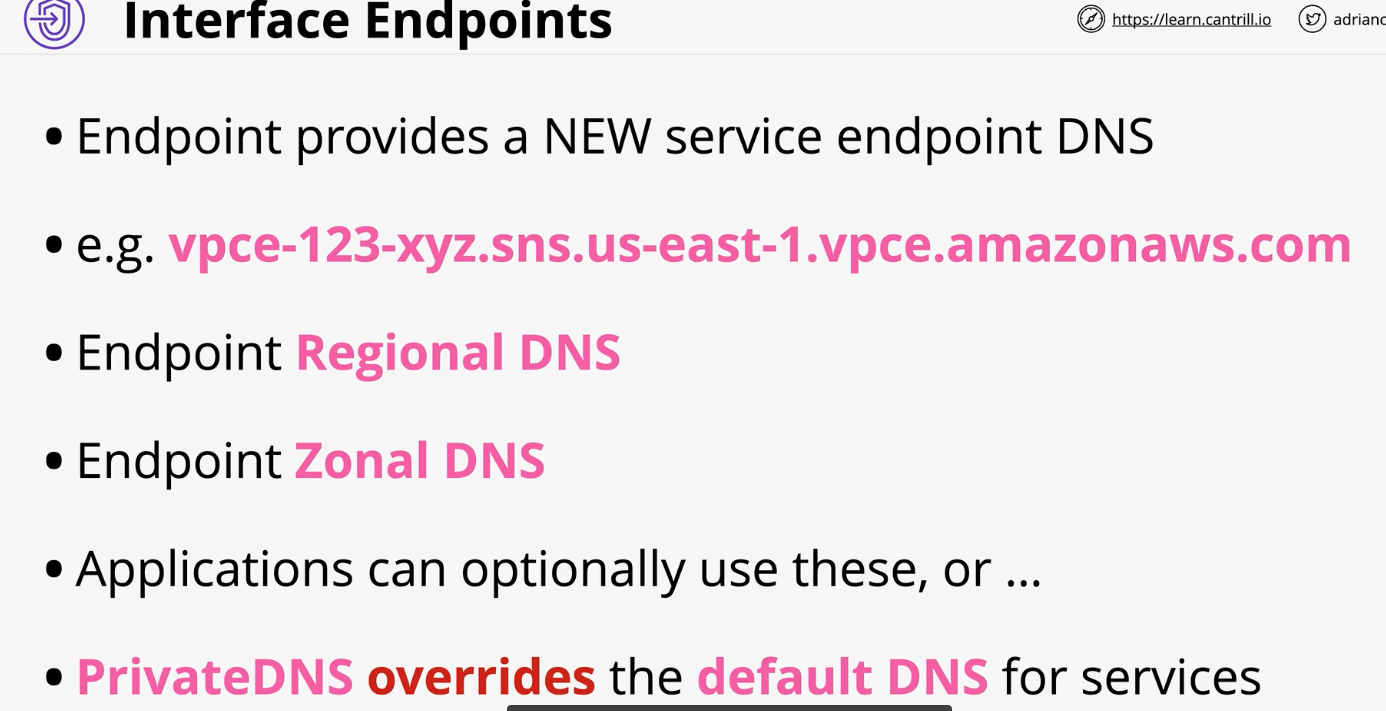 Interface Endpoints
https://learn.cantrill.io
adrianc
• Endpoint provides a NEW service endpoint DNS
• e.g. vpce-123-xyz.sns.us-east-1.vpce.amazonaws.com
• Endpoint Regional DNS
• Endpoint Zonal DNS
• Applications can optionally use these, or ...
• PrivateDNS overrides the default DNS for services